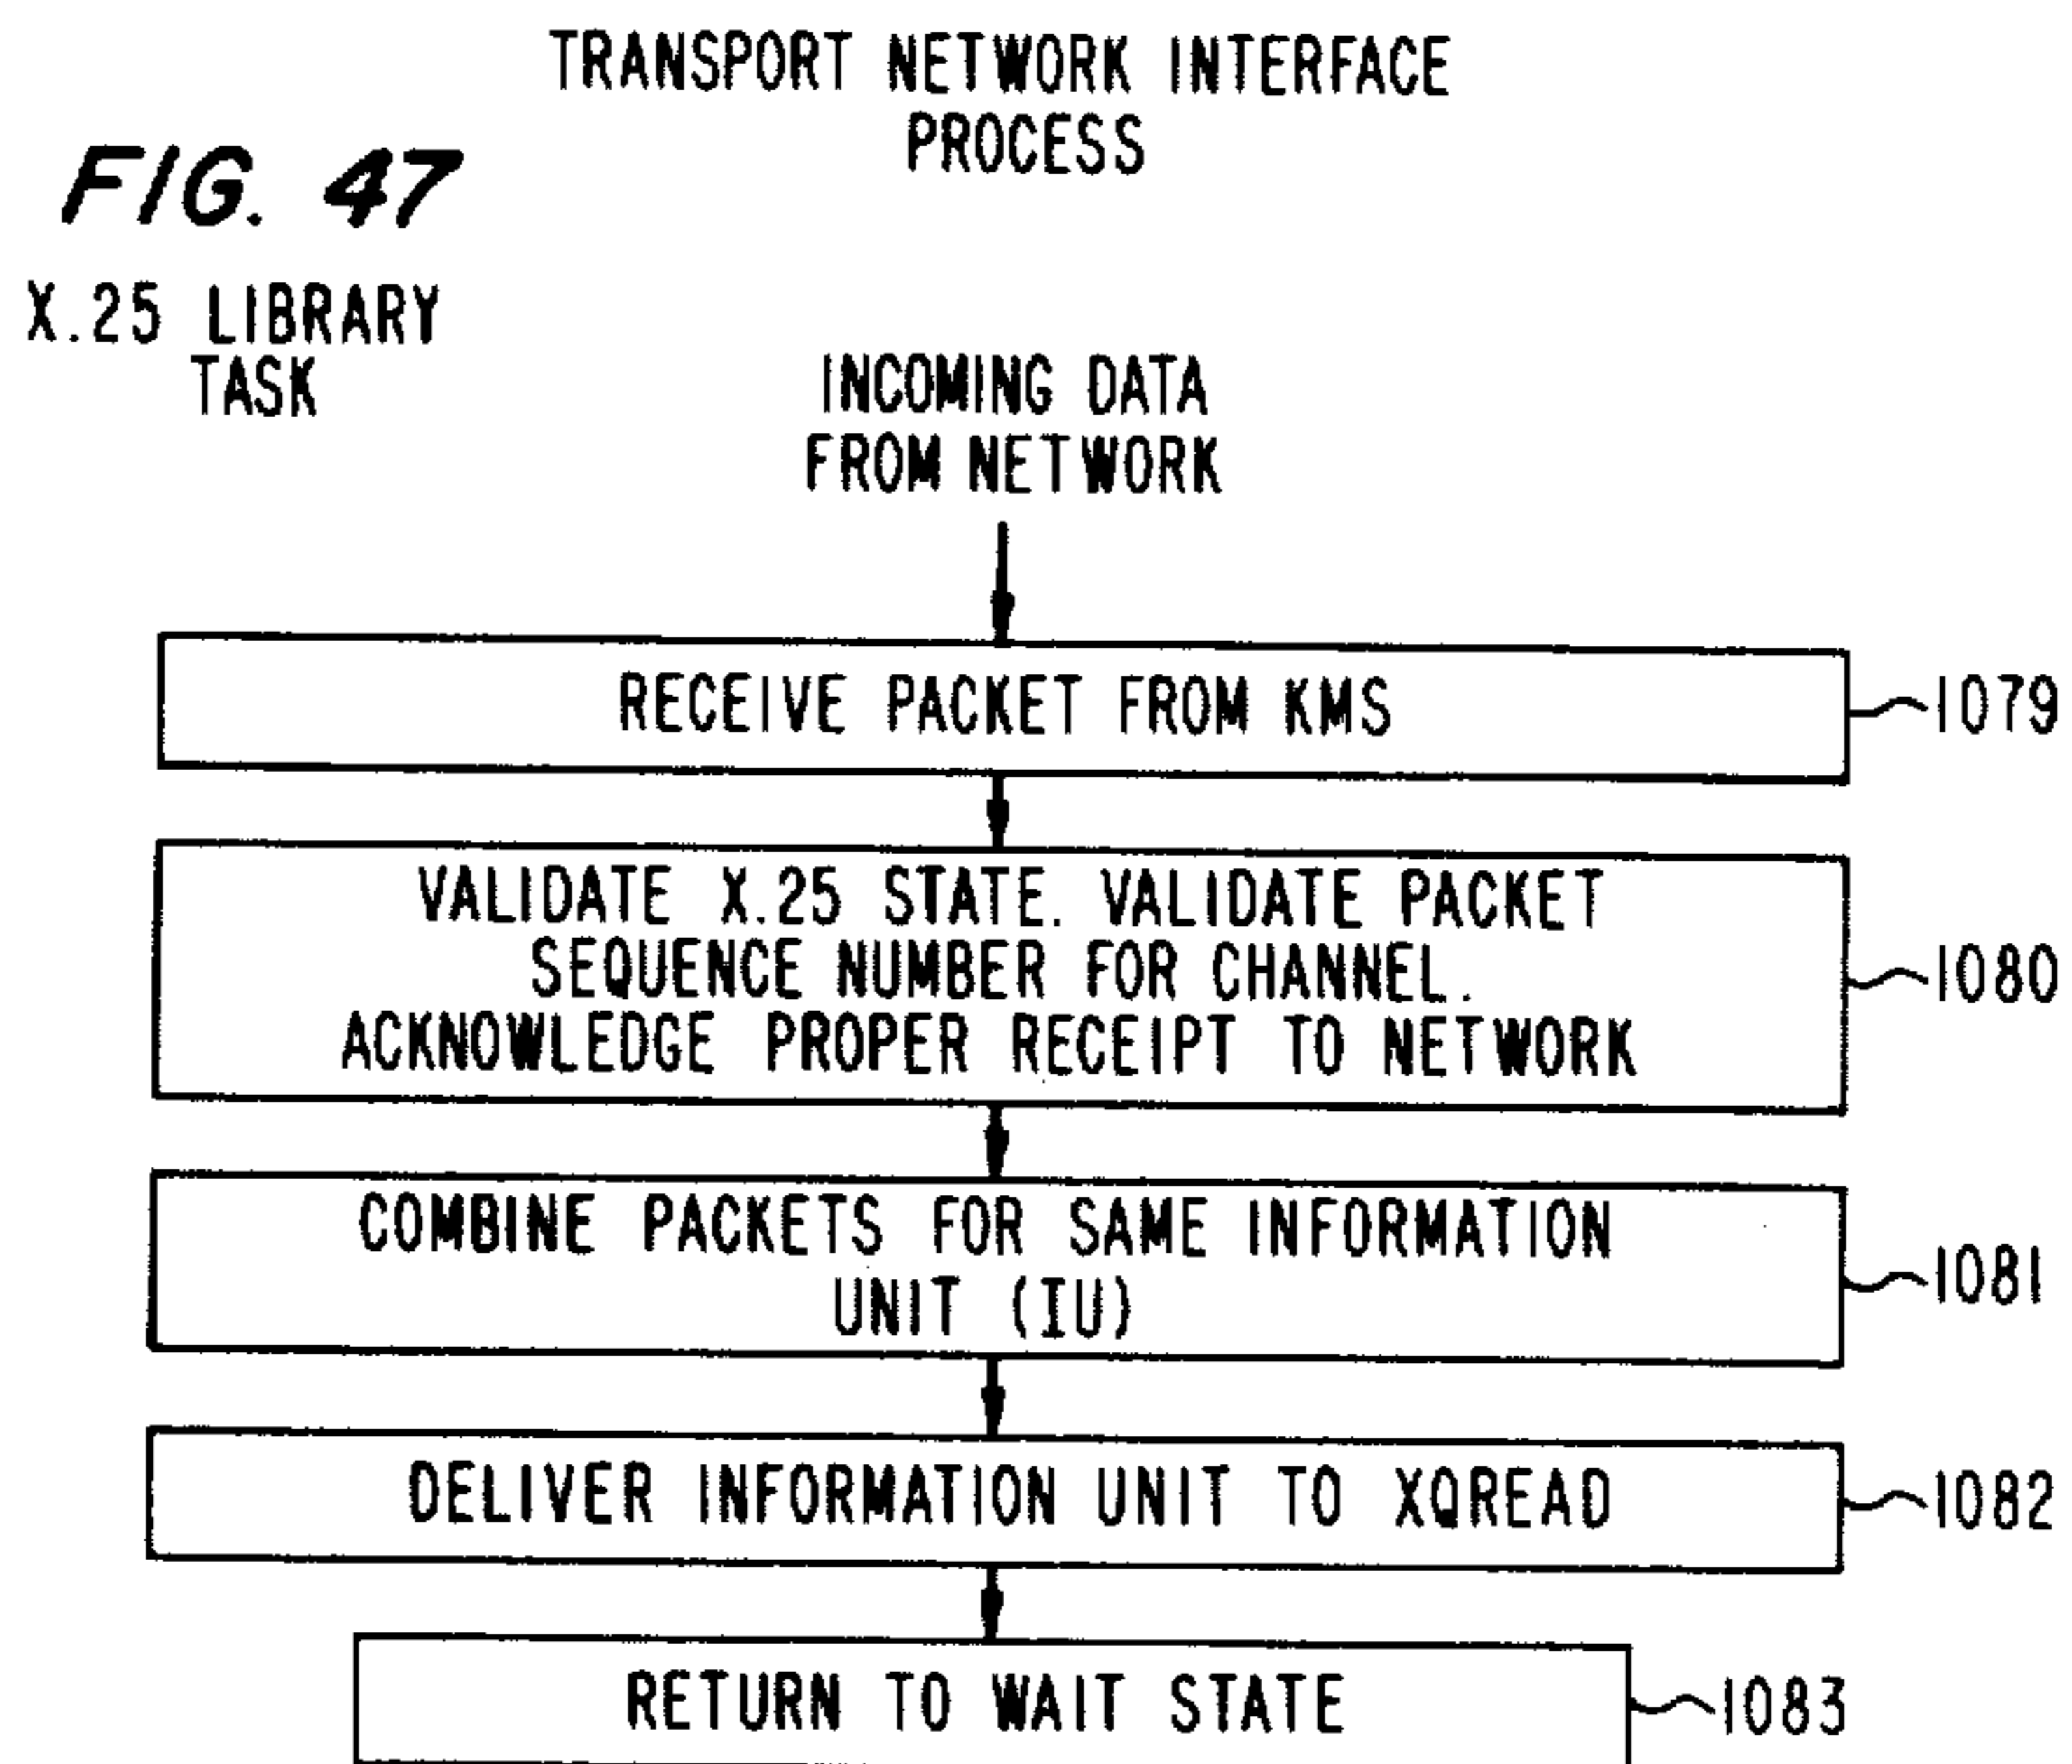 TRANSPORT NETWORK INTERFACE
PROCESS
FIG. 47
X.25 LIBRARY
TASK
INCOMING DATA
FROM NETWORK
RECEIVE PACKET FROM KMS
1079
VALIDATE X.25 STATE. VALIDATE PACKET
SEQUENCE NUMBER FOR CHANNEL.
ACKNOWLEDGE PROPER RECEIPT TO NETWORK
1080
COMBINE PACKETS FOR SAME INFORMATION
UNIT (IU)
1081
DELIVER INFORMATION UNIT TO XQREAD
1082
RETURN TO WAIT STATE
1083